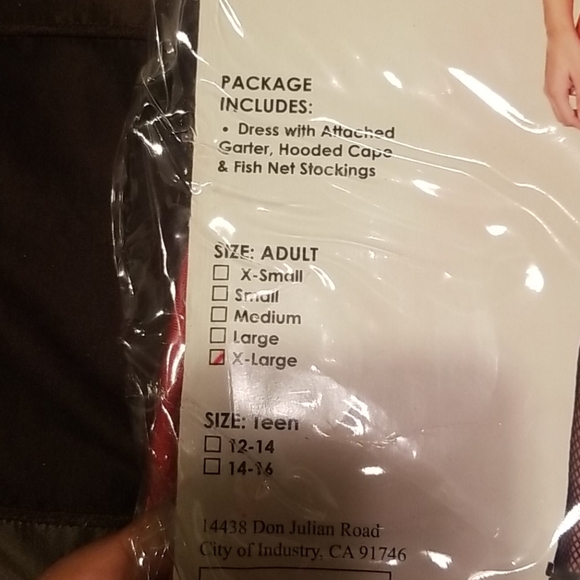 PACKAGE
INCLUDES:
• Dress with Attached
Garter, Hooded Cape
& Fish Net Stockings
SIZE: ADULT
☐ X-Small
☐ Small
☐ Medium
☐ Large
☑ X-Large
SIZE: Teen
☐ 12-14
☐ 14-16
14438 Don Julian Road
City of Industry, CA 91746